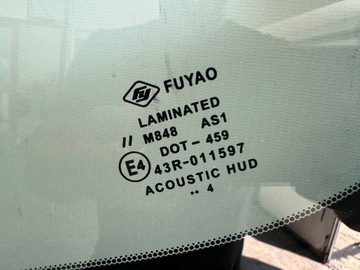 FUYAO
LAMINATED
// M848 AS1
DOT-459
E4 43R-011597
ACOUSTIC HUD
.. 4